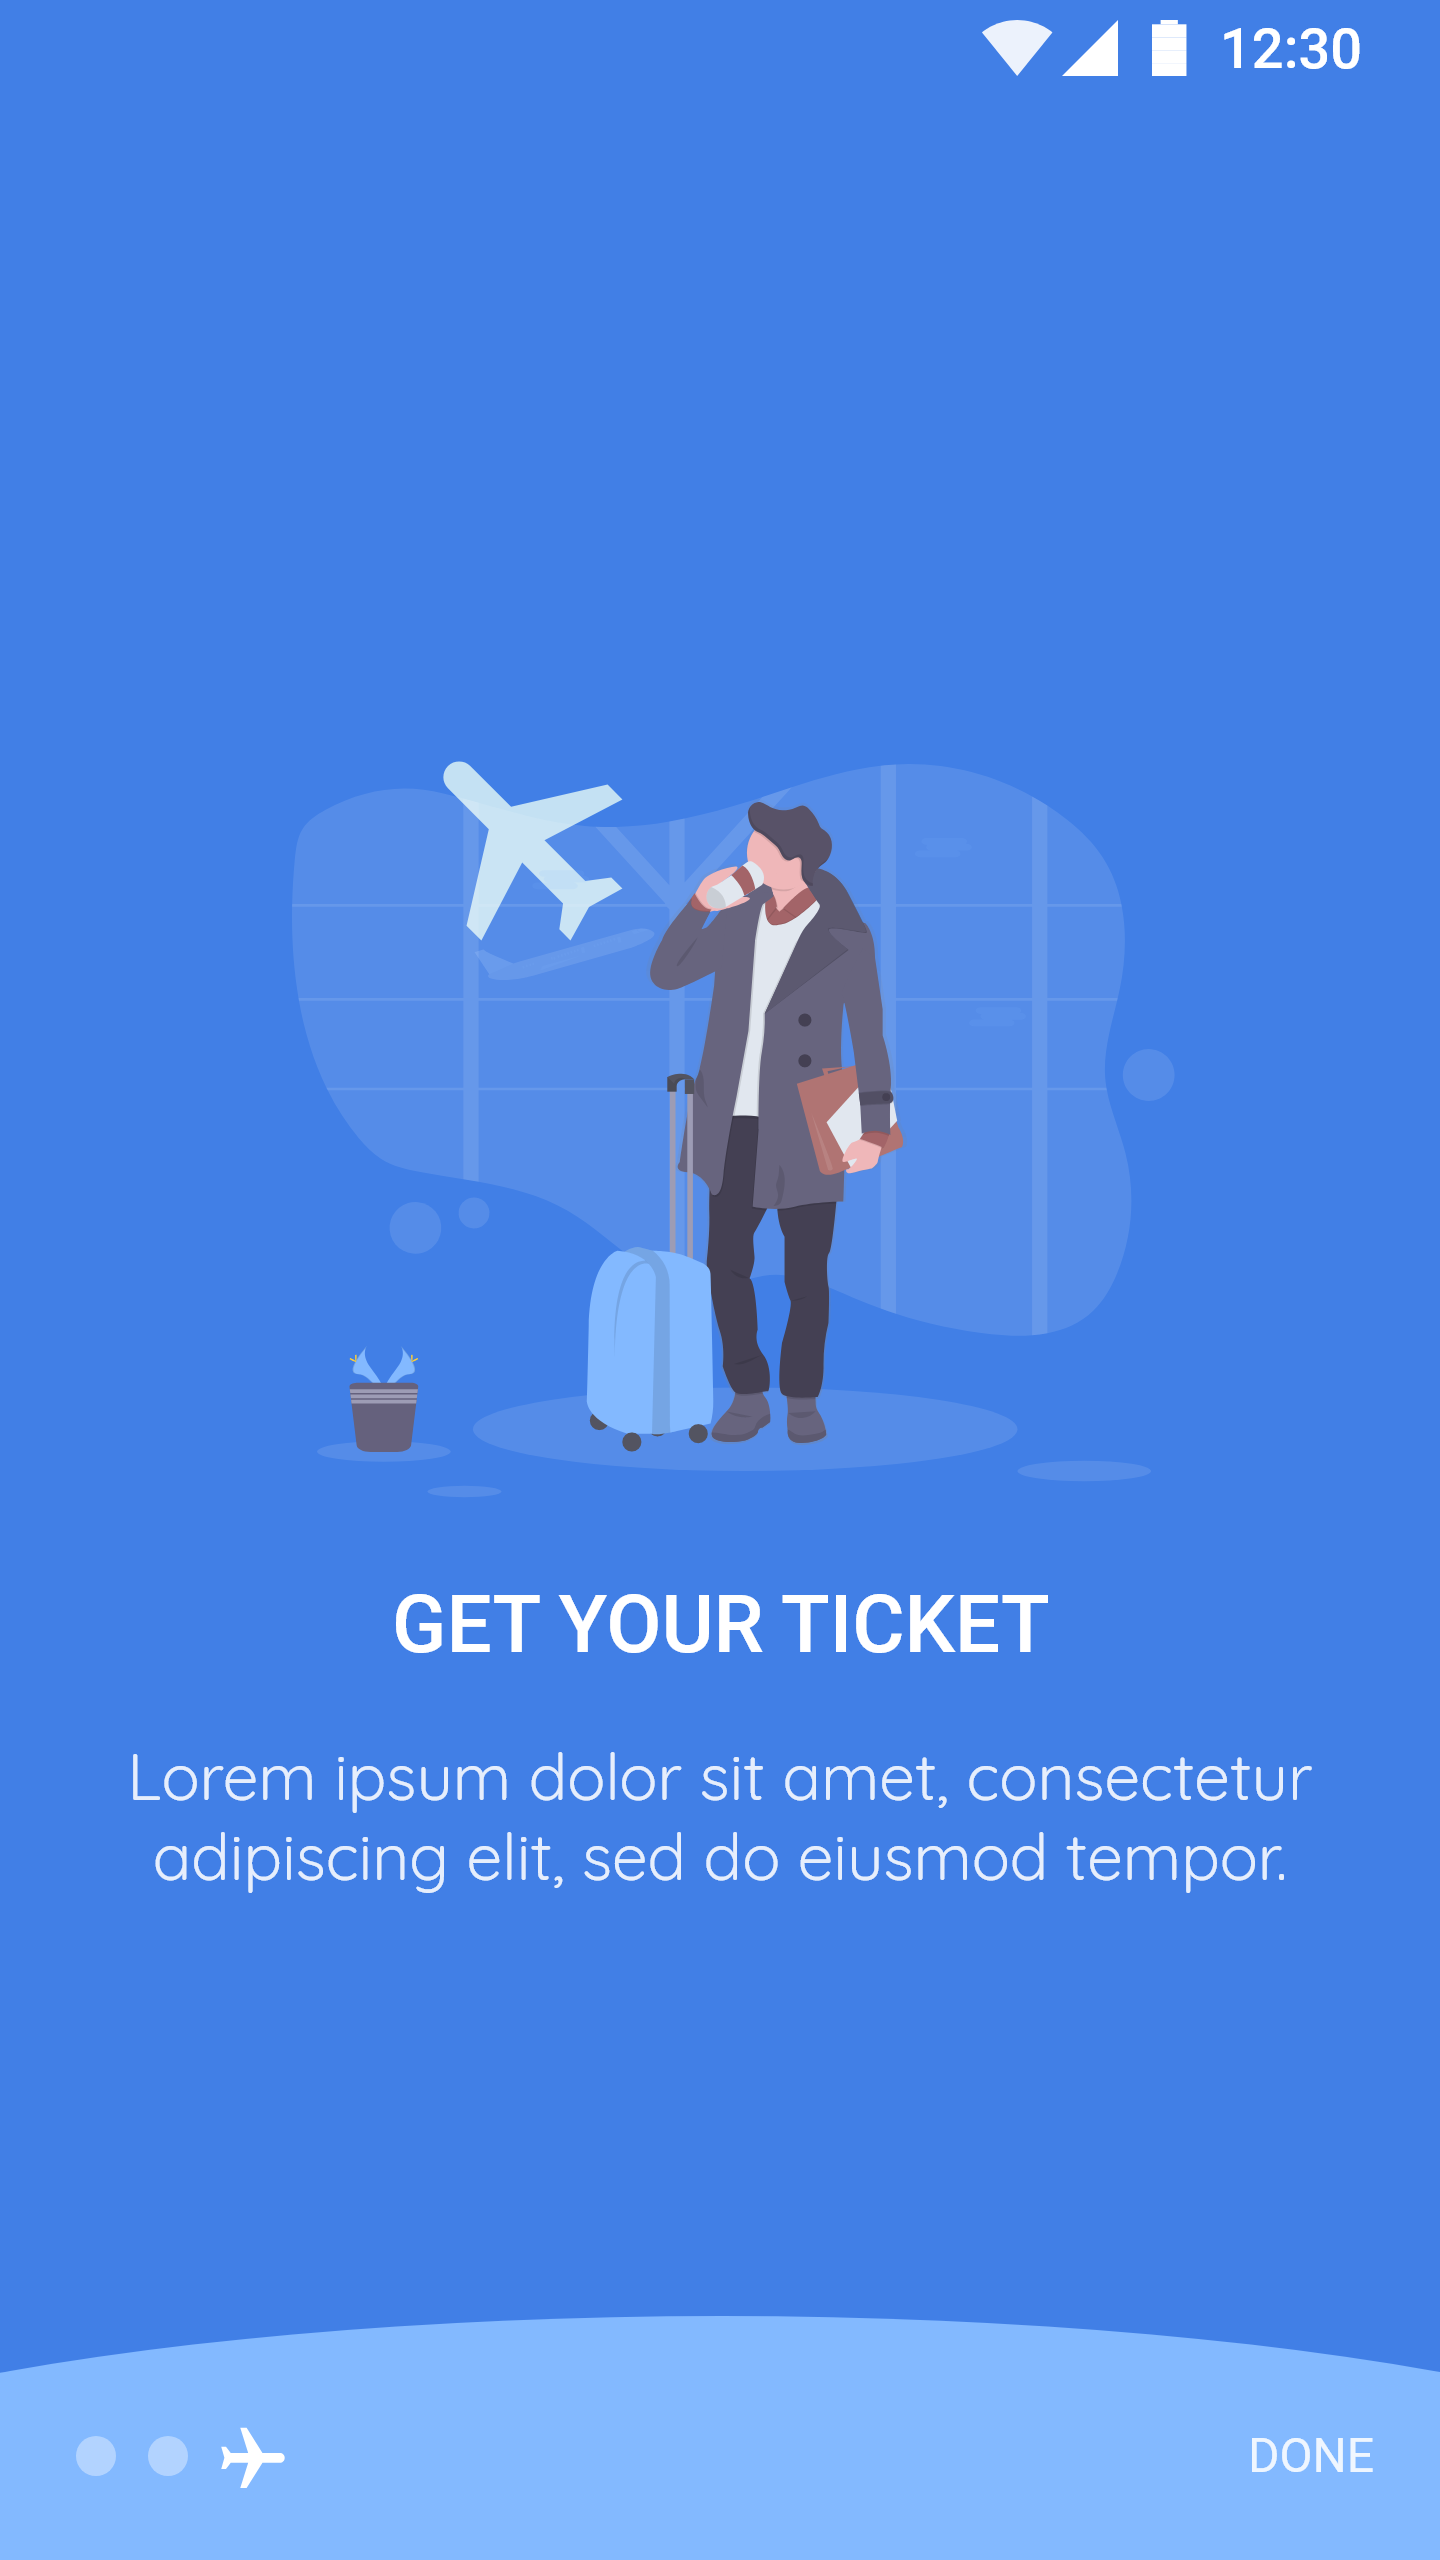 12:30
GET YOUR TICKET
Lorem ipsum dolor sit amet, consectetur
adipiscing elit, sed do eiusmod tempor.
DONE